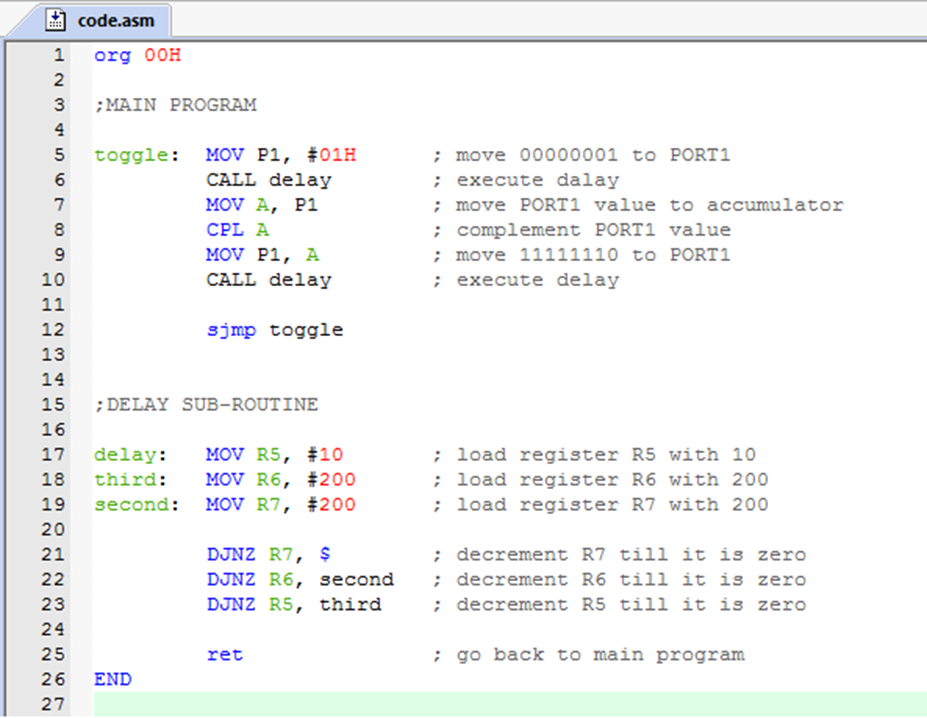 code.asm
1 org 00H
2
3 ;MAIN PROGRAM
4
5 toggle: MOV P1, #01H ; move 00000001 to PORT1
6 CALL delay ; execute dalay
7 MOV A, P1 ; move PORT1 value to accumulator
8 CPL A ; complement PORT1 value
9 MOV P1, A ; move 11111110 to PORT1
10 CALL delay ; execute delay
11
12 sjmp toggle
13
14
15 ;DELAY SUB-ROUTINE
16
17 delay: MOV R5, #10 ; load register R5 with 10
18 third: MOV R6, #200 ; load register R6 with 200
19 second: MOV R7, #200 ; load register R7 with 200
20
21 DJNZ R7, $ ; decrement R7 till it is zero
22 DJNZ R6, second ; decrement R6 till it is zero
23 DJNZ R5, third ; decrement R5 till it is zero
24
25 ret ; go back to main program
26 END
27